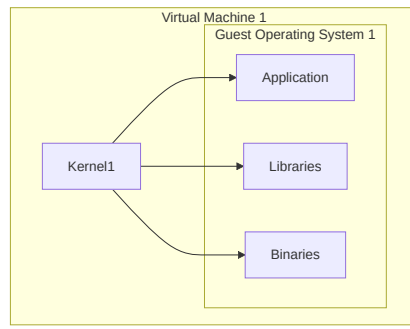 Virtual Machine 1
Guest Operating System 1
Application
Kernel1
Libraries
Binaries